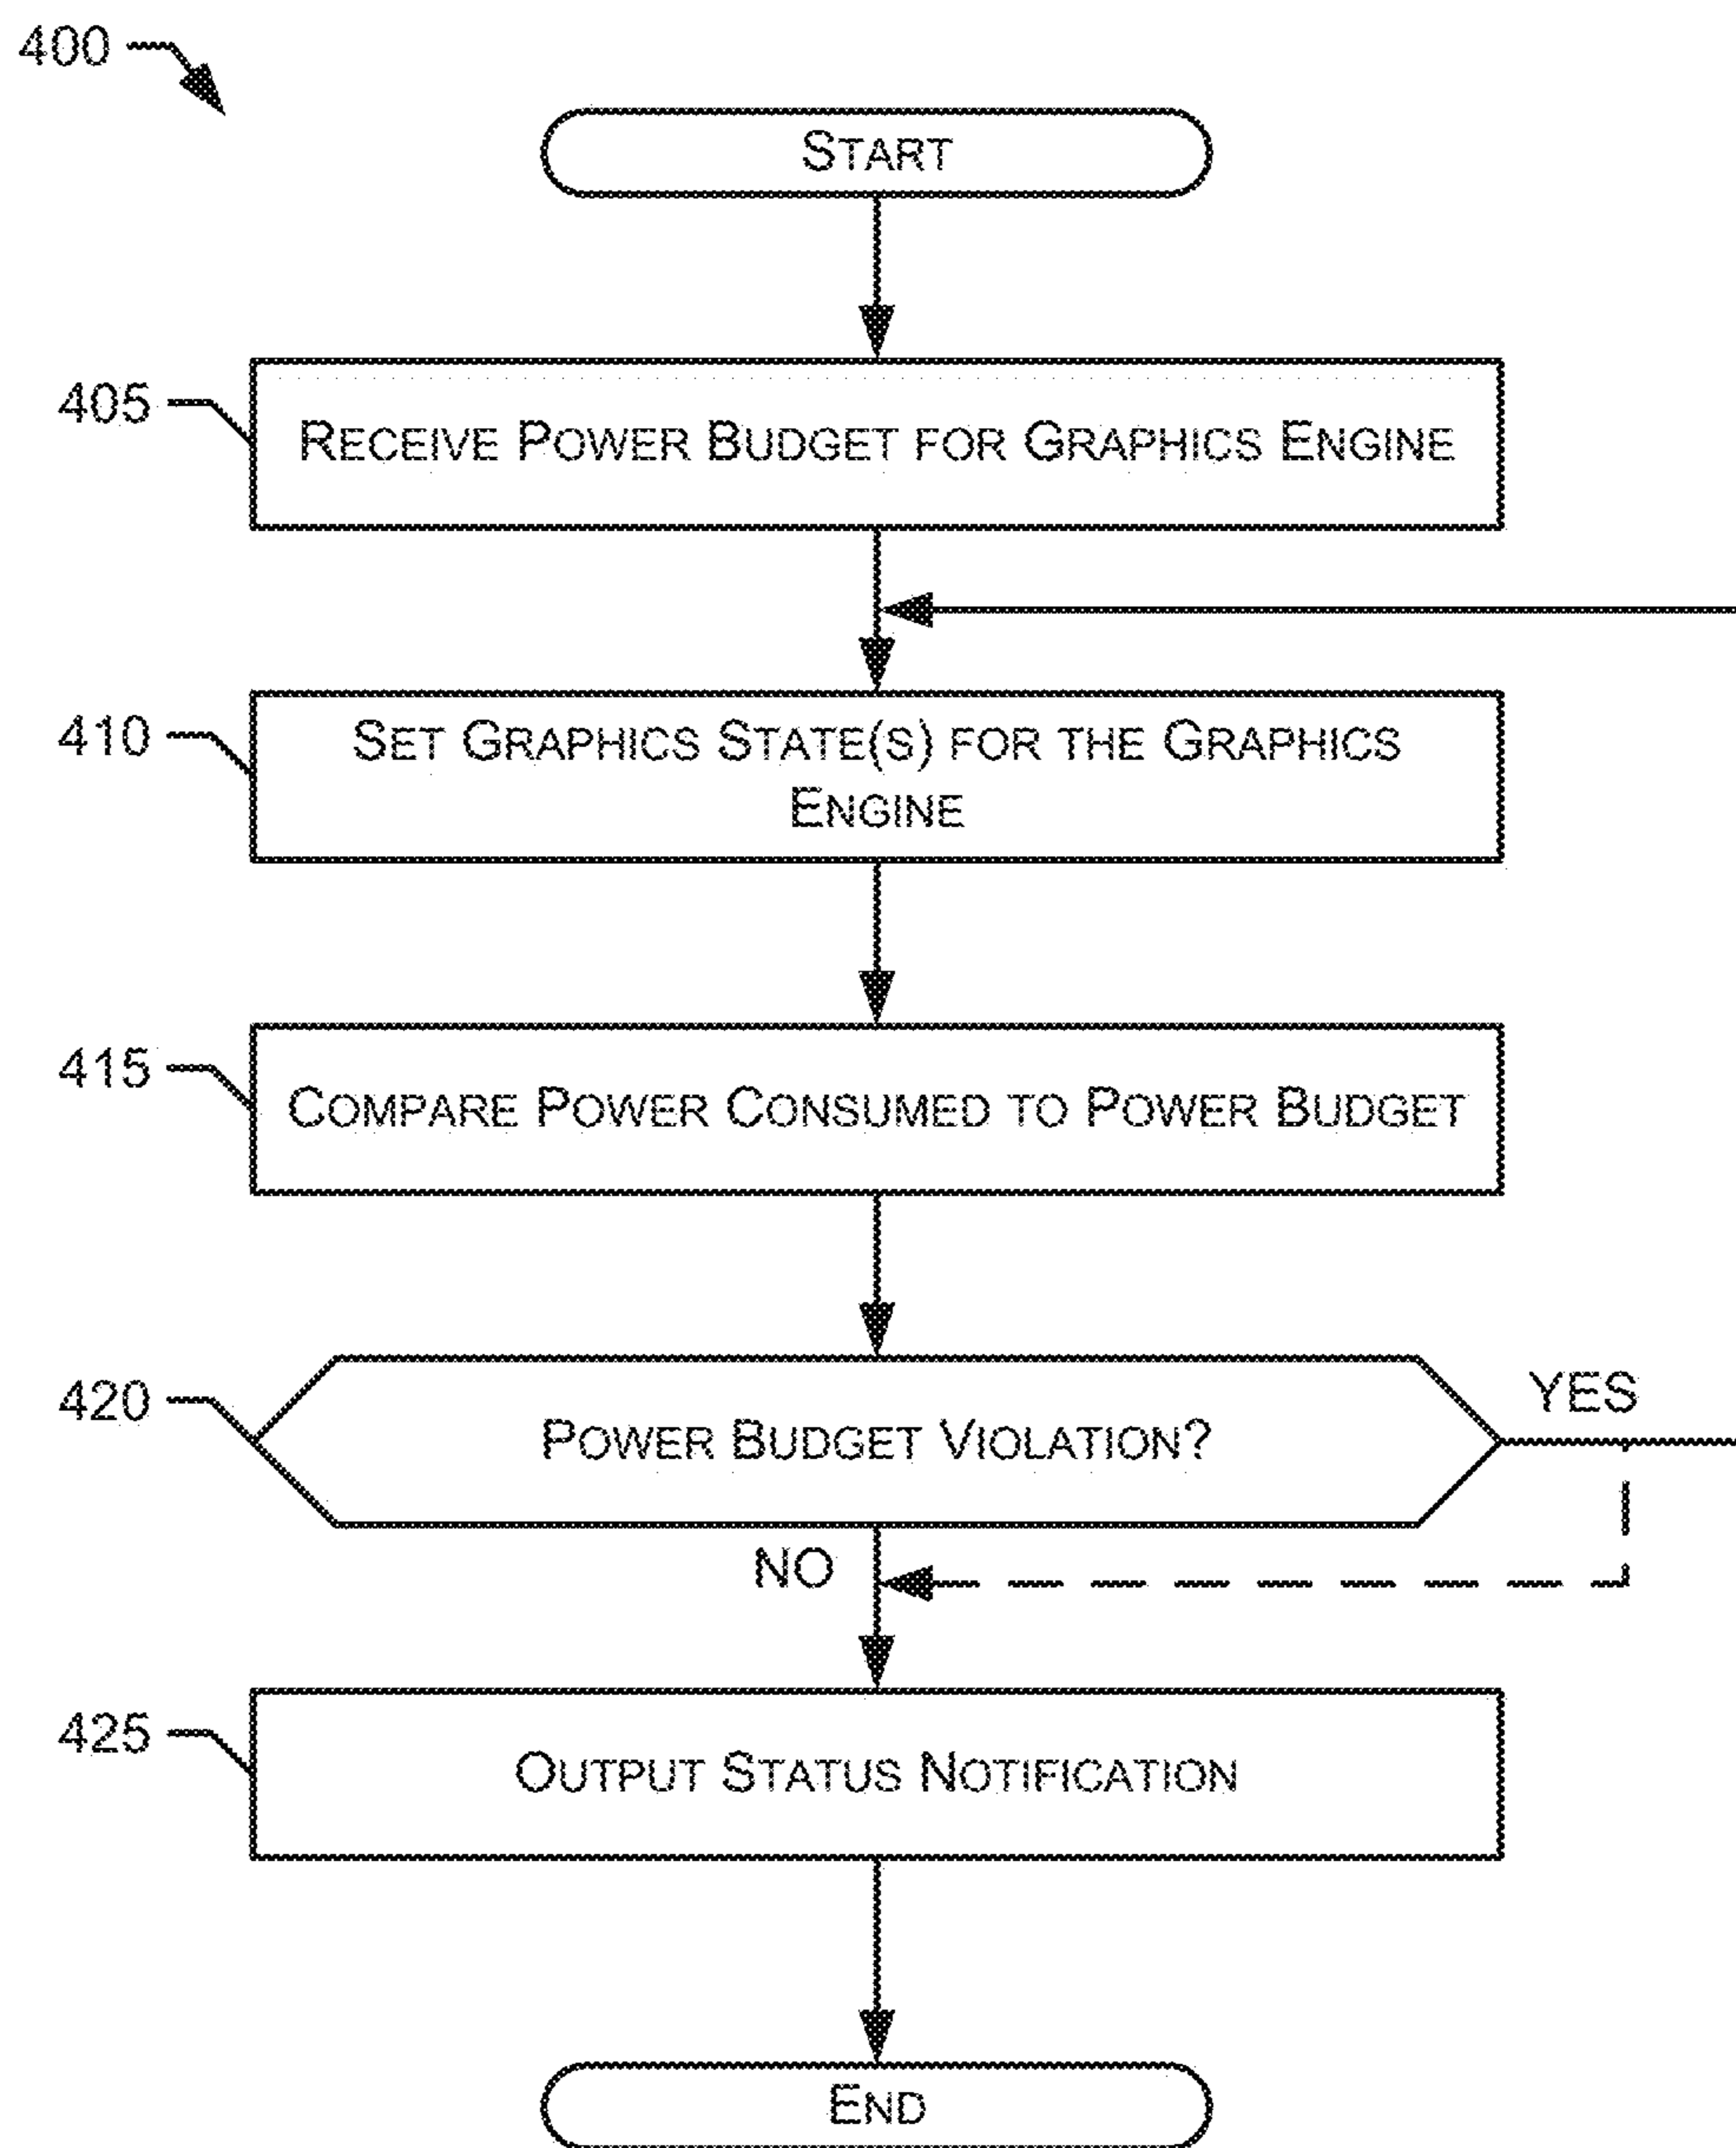 400
START
405
RECEIVE POWER BUDGET FOR GRAPHICS ENGINE
410
SET GRAPHICS STATE(S) FOR THE GRAPHICS
ENGINE
415
COMPARE POWER CONSUMED TO POWER BUDGET
420
POWER BUDGET VIOLATION?
YES
NO
425
OUTPUT STATUS NOTIFICATION
END